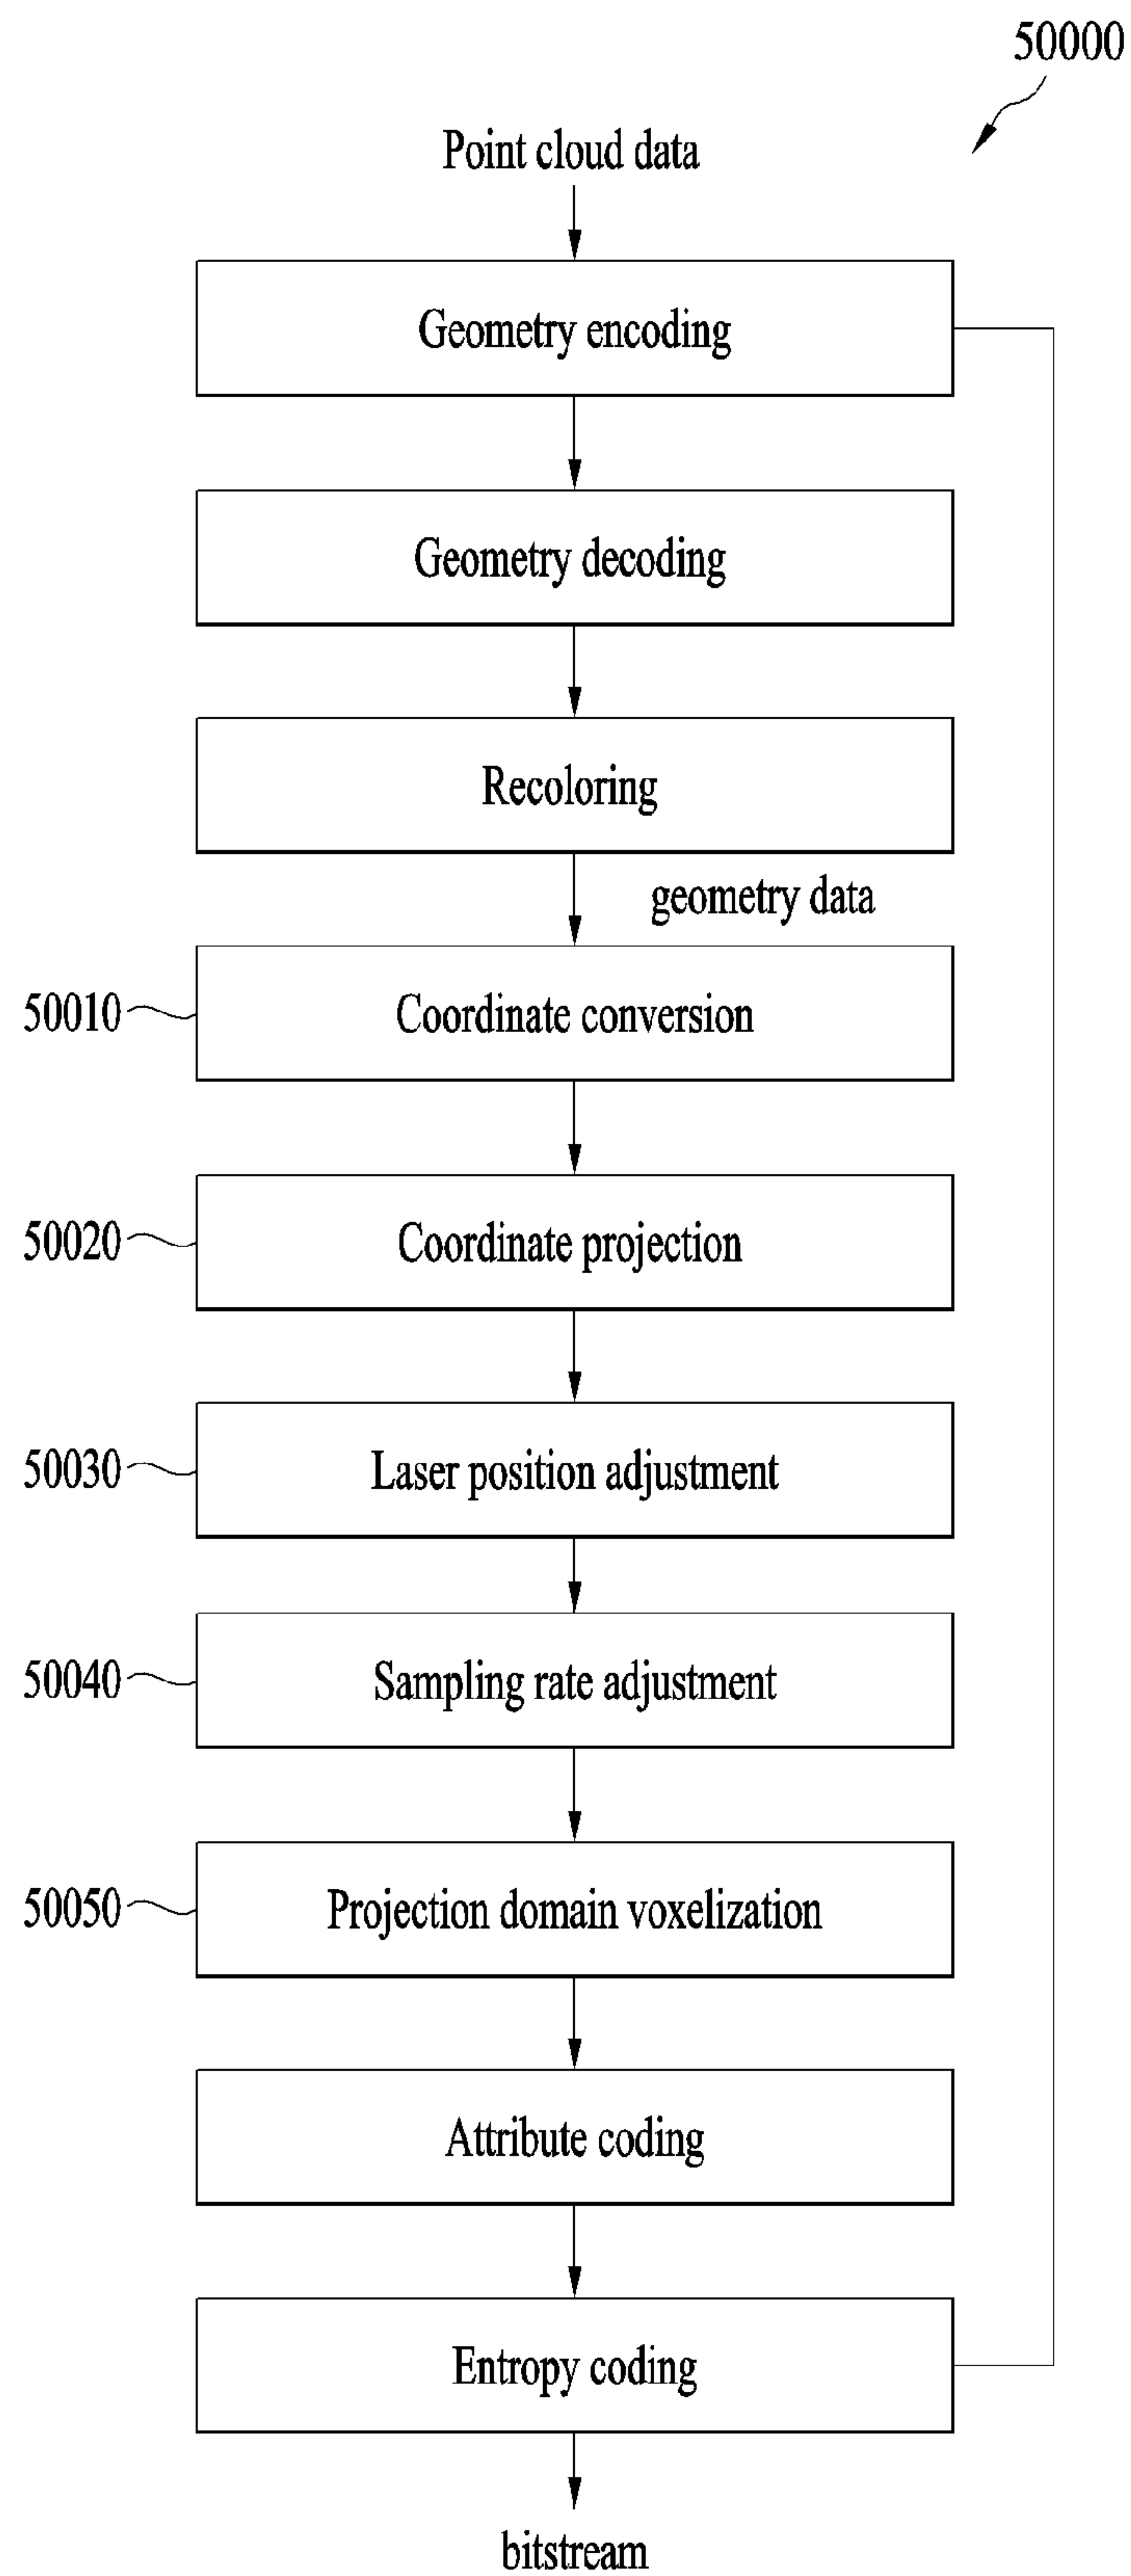 50000
Point cloud data
Geometry encoding
Geometry decoding
Recoloring
geometry data
50010
Coordinate conversion
50020
Coordinate projection
50030
Laser position adjustment
50040
Sampling rate adjustment
50050
Projection domain voxelization
Attribute coding
Entropy coding
bitstream